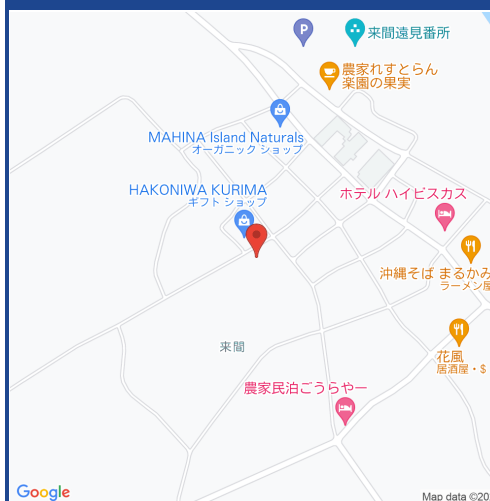 P
来間遠見番所
農家れすとらん
楽園の果実
MAHINA Island Naturals
オーガニック ショップ
HAKONIWA KURIMA
ギフト ショップ
ホテル ハイビスカス
沖縄そば まるかみ
ラーメン屋
来間
花風
居酒屋・$
農家民泊ごうらやー
Google
Map data ©20